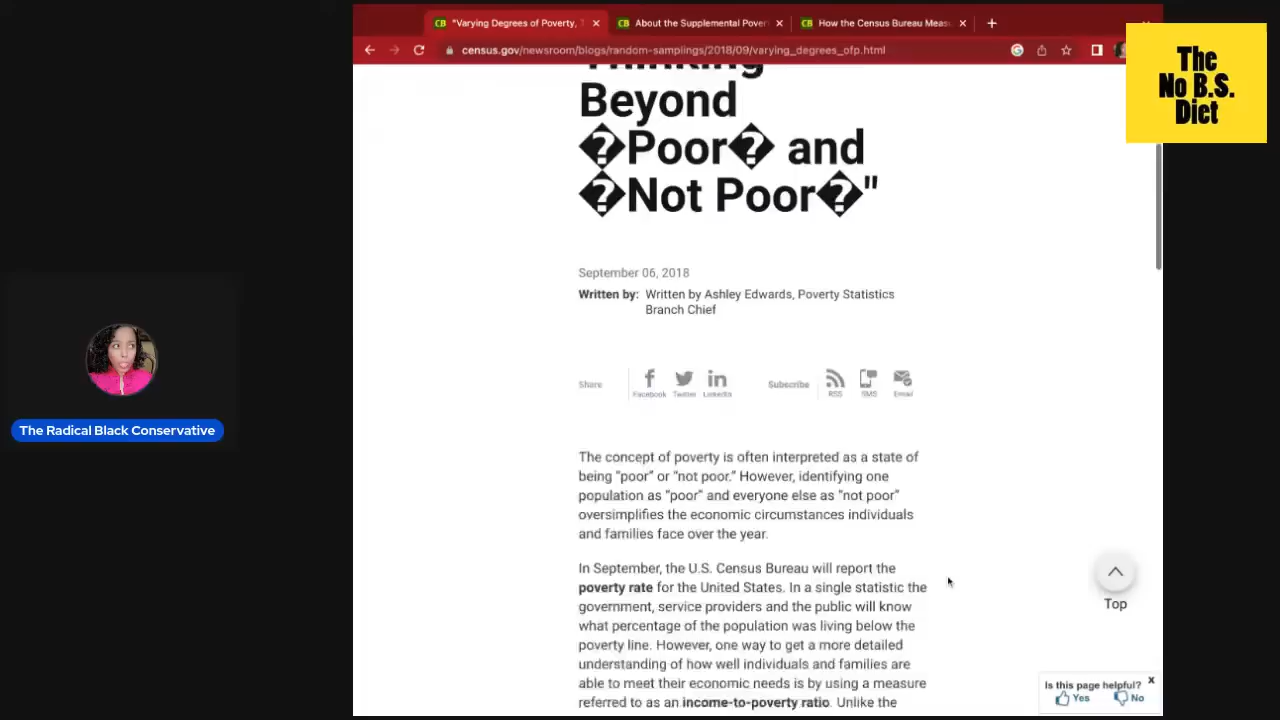 "Varying Degrees of Poverty, T
About the Supplemental Pover
How the Census Bureau Meas
census.gov/newsroom/blogs/random-samplings/2018/09/varying_degrees_ofp.html
The
No B.S.
Diet
Thinking
Beyond
�Poor� and
�Not Poor�"
September 06, 2018
Written by: Written by Ashley Edwards, Poverty Statistics
Branch Chief
Share
Facebook
Twitter
LinkedIn
Subscribe
RSS
SMS
Email
The Radical Black Conservative
The concept of poverty is often interpreted as a state of
being "poor" or "not poor." However, identifying one
population as "poor" and everyone else as "not poor"
oversimplifies the economic circumstances individuals
and families face over the year.
In September, the U.S. Census Bureau will report the
poverty rate for the United States. In a single statistic the
government, service providers and the public will know
what percentage of the population was living below the
poverty line. However, one way to get a more detailed
understanding of how well individuals and families are
able to meet their economic needs is by using a measure
referred to as an income-to-poverty ratio. Unlike the
Top
Is this page helpful?
X
Yes
No